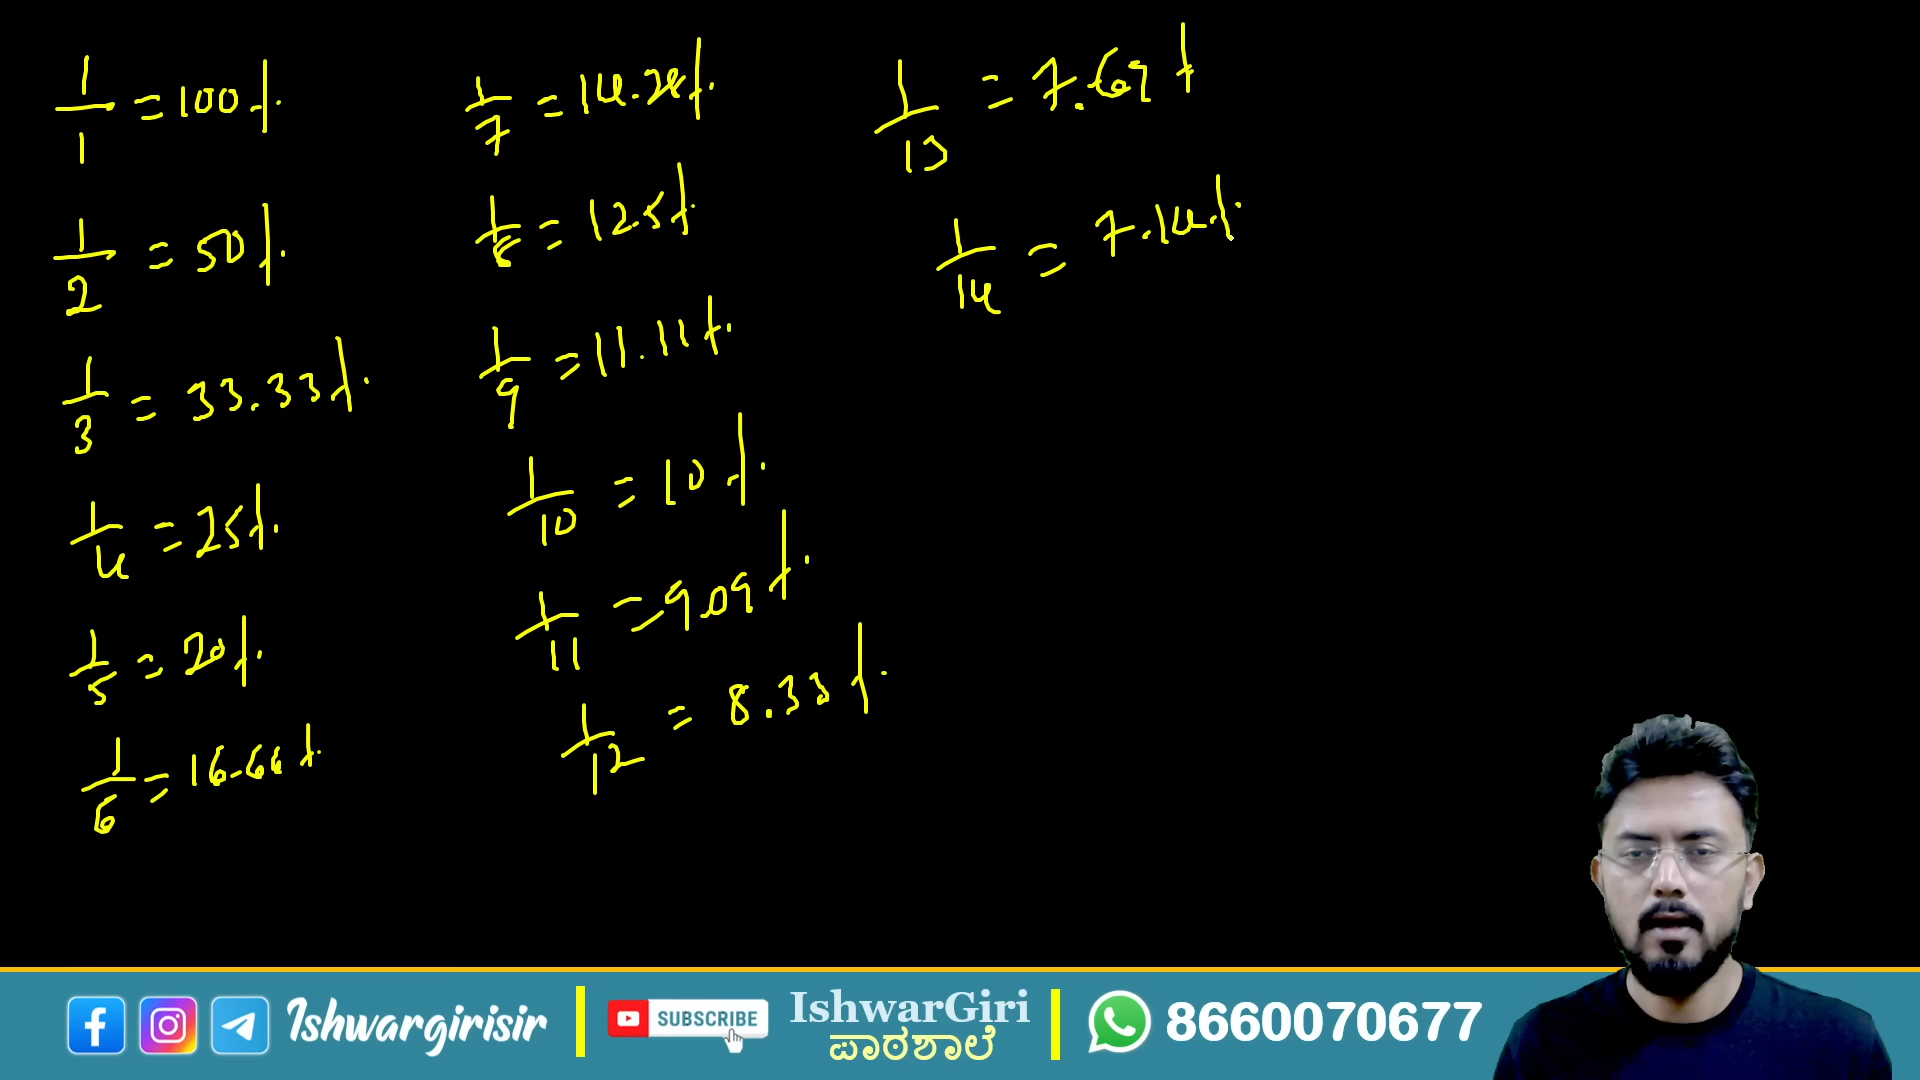 1/1 = 100%
1/2 = 50%
1/3 = 33.33%
1/4 = 25%
1/5 = 20%
1/6 = 16.66%
1/7 = 14.28%
1/8 = 12.5%
1/9 = 11.11%
1/10 = 10%
1/11 = 9.09%
1/12 = 8.33%
1/13 = 7.69%
1/14 = 7.14%
Ishwargirisir
SUBSCRIBE
IshwarGiri
ಪಾಠಶಾಲೆ
8660070677